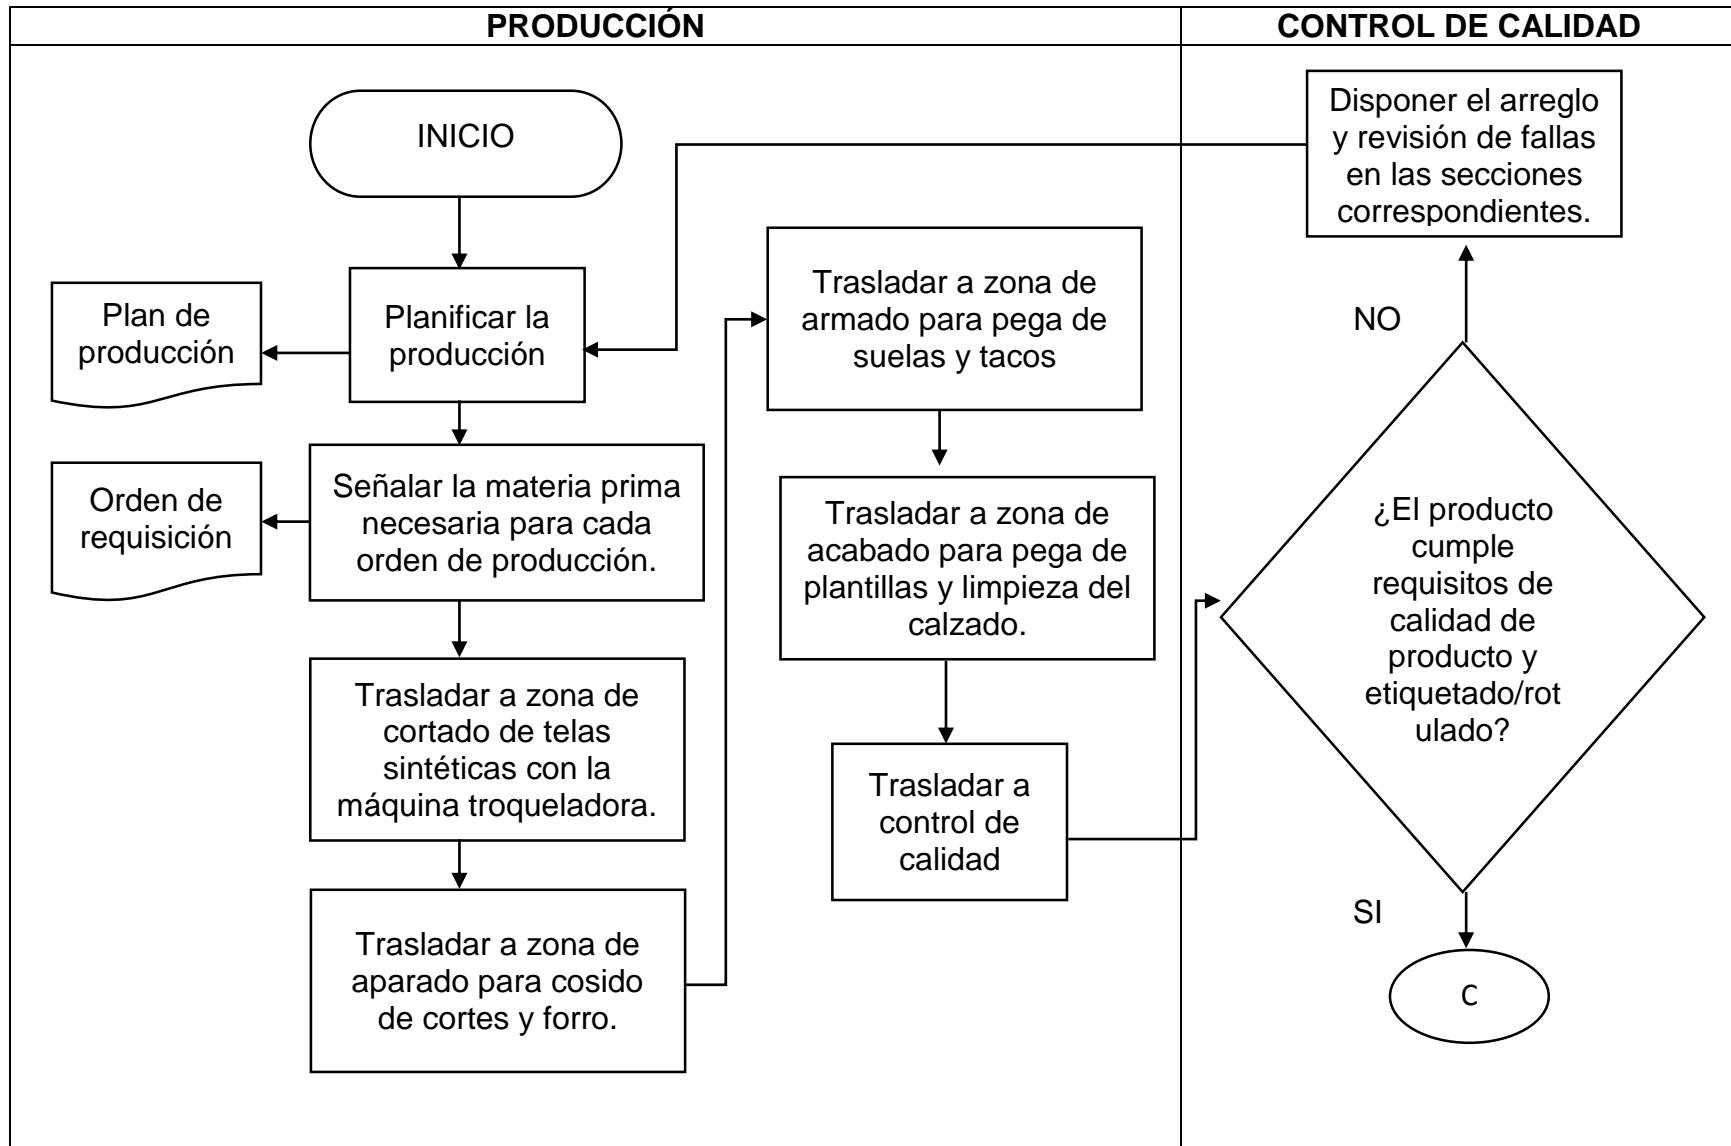 PRODUCCIÓN
CONTROL DE CALIDAD
INICIO
Plan de
producción
Planificar la
producción
Orden de
requisición
Señalar la materia prima
necesaria para cada
orden de producción.
Trasladar a zona de
cortado de telas
sintéticas con la
máquina troqueladora.
Trasladar a zona de
aparado para cosido
de cortes y forro.
Trasladar a zona de
armado para pega de
suelas y tacos
Trasladar a zona de
acabado para pega de
plantillas y limpieza del
calzado.
Trasladar a
control de
calidad
Disponer el arreglo
y revisión de fallas
en las secciones
correspondientes.
NO
¿El producto
cumple
requisitos de
calidad de
producto y
etiquetado/rot
ulado?
SI
C